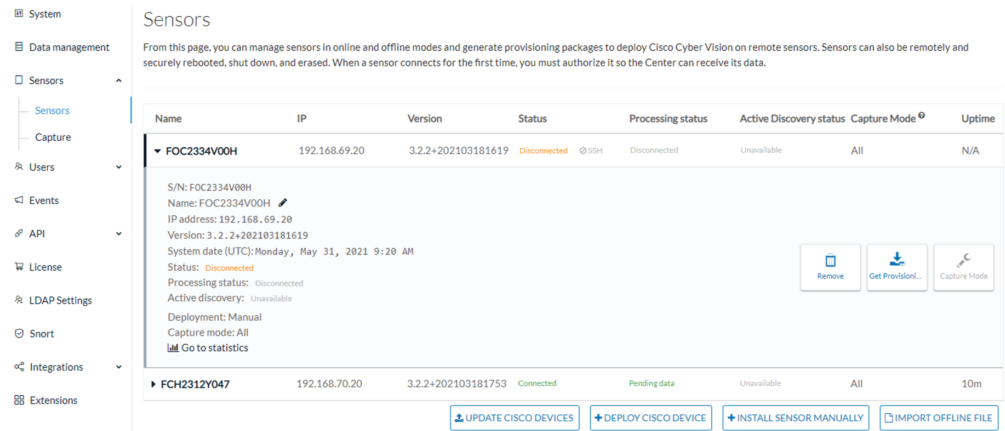 System
Data management
Sensors
Sensors
Capture
Users
Events
API
License
LDAP Settings
Snort
Integrations
Extensions
Sensors
From this page, you can manage sensors in online and offline modes and generate provisioning packages to deploy Cisco Cyber Vision on remote sensors. Sensors can also be remotely and
securely rebooted, shut down, and erased. When a sensor connects for the first time, you must authorize it so the Center can receive its data.
Name IP Version Status Processing status Active Discovery status Capture Mode ? Uptime
FOC2334V00H 192.168.69.20 3.2.2+202103181619 Disconnected SSH Disconnected Unavailable All N/A
S/N: FOC2334V00H
Name: FOC2334V00H
IP address: 192.168.69.20
Version: 3.2.2+202103181619
System date (UTC): Monday, May 31, 2021 9:20 AM
Status: Disconnected
Processing status: Disconnected
Active discovery: Unavailable
Deployment: Manual
Capture mode: All
Go to statistics
Remove
Get Provisioni...
Capture Mode
FCH2312Y047 192.168.70.20 3.2.2+202103181753 Connected Pending data Unavailable All 10m
UPDATE CISCO DEVICES
+ DEPLOY CISCO DEVICE
+ INSTALL SENSOR MANUALLY
IMPORT OFFLINE FILE